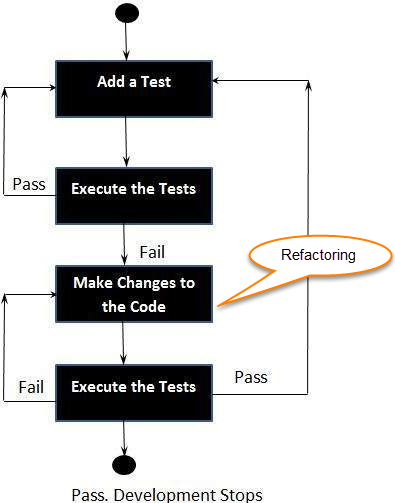 Add a Test
Pass
Execute the Tests
Fail
Refactoring
Make Changes to
the Code
Fail
Execute the Tests
Pass
Pass. Development Stops